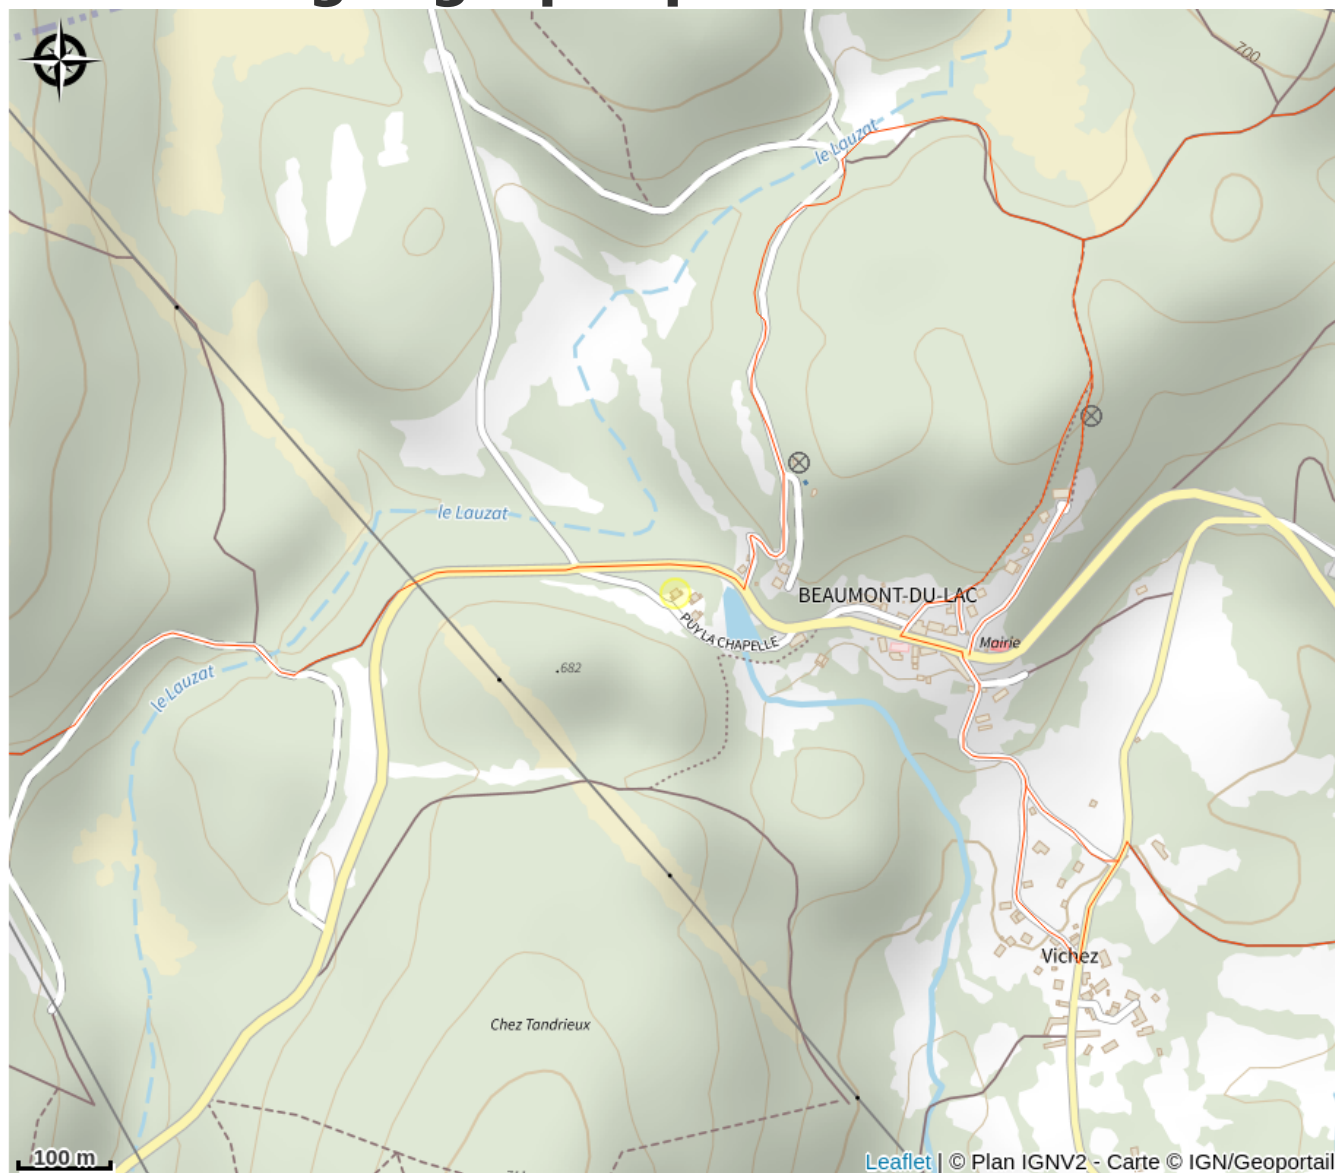 700
le Lauzat
le Lauzat
BEAUMONT-DU-LAC
PUY LA CHAPELLE
Mairie
.682
le Lauzat
Vichez
Chez Tandrieux
100 m
Leaflet | © Plan IGNV2 - Carte © IGN/Geoportail